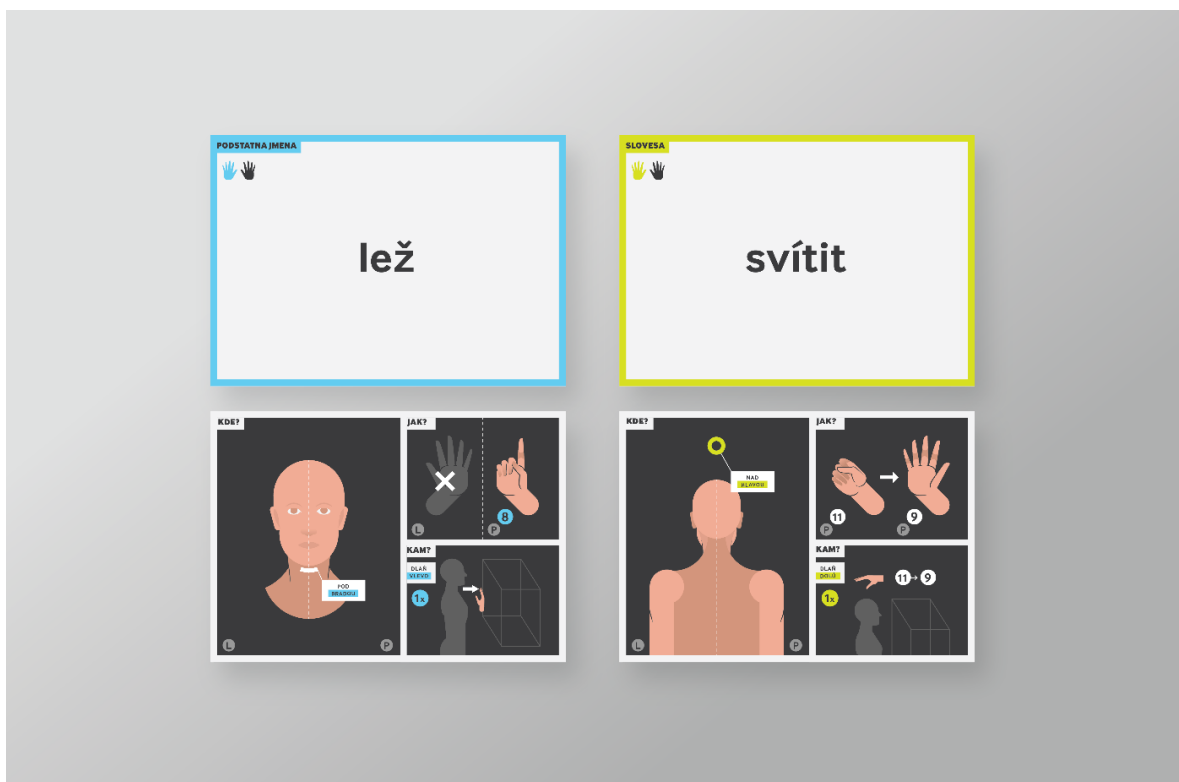 PODSTATNA JMENA
lež
SLOVESA
svítit
KDE?
POD
BRADOU
L
P
JAK?
L
8
P
KAM?
DLAŇ
VLEVO
1x
KDE?
NAD
HLAVOU
L
P
JAK?
11
P
9
P
KAM?
DLAŇ
DOLŮ
11 → 9
1x